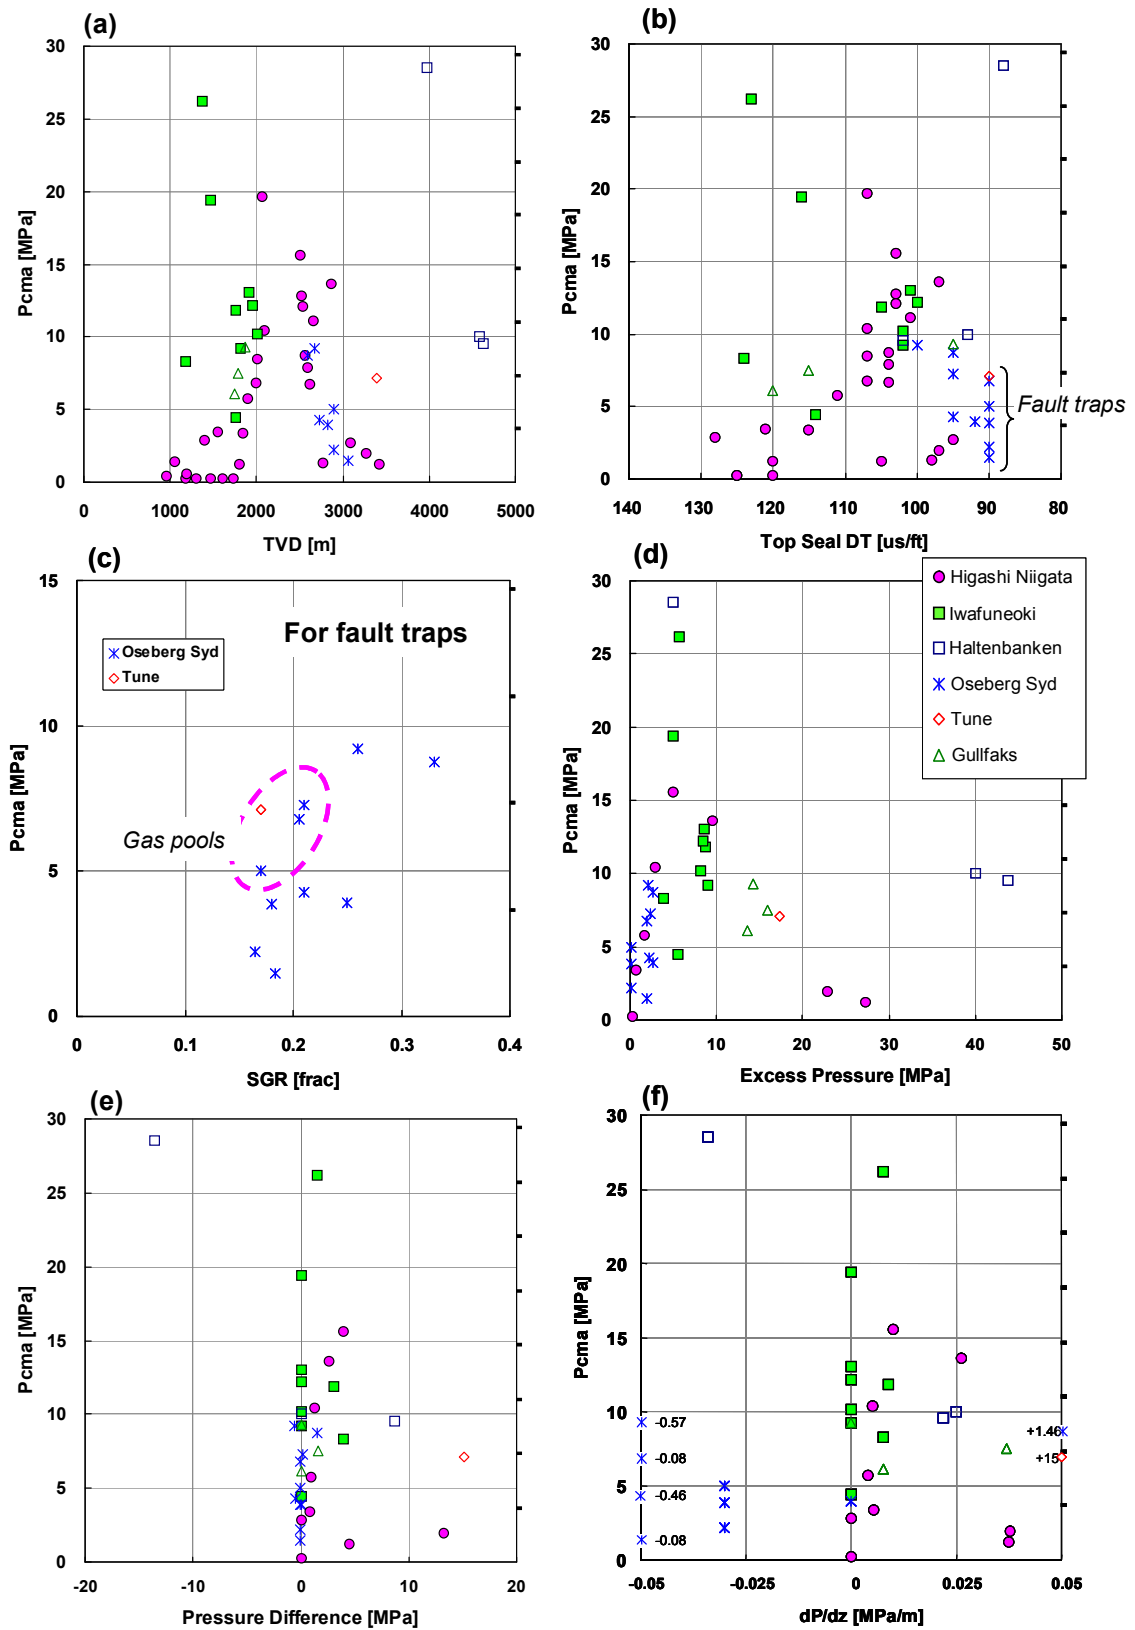 (a)
30
25
20
15
10
5
0
Pcma [MPa]
0 1000 2000 3000 4000 5000
TVD [m]
(b)
30
25
20
15
10
5
0
Pcma [MPa]
Fault traps
140 130 120 110 100 90 80
Top Seal DT [us/ft]
(c)
15
10
5
0
Pcma [MPa]
For fault traps
Oseberg Syd
Tune
Gas pools
0 0.1 0.2 0.3 0.4
SGR [frac]
(d)
30
25
20
15
10
5
0
Pcma [MPa]
Higashi Niigata
Iwafuneoki
Haltenbanken
Oseberg Syd
Tune
Gullfaks
0 10 20 30 40 50
Excess Pressure [MPa]
(e)
30
25
20
15
10
5
0
Pcma [MPa]
-20 -10 0 10 20
Pressure Difference [MPa]
(f)
30
25
20
15
10
5
0
Pcma [MPa]
-0.57
+1.46
-0.08
+15
-0.46
-0.08
-0.05 -0.025 0 0.025 0.05
dP/dz [MPa/m]